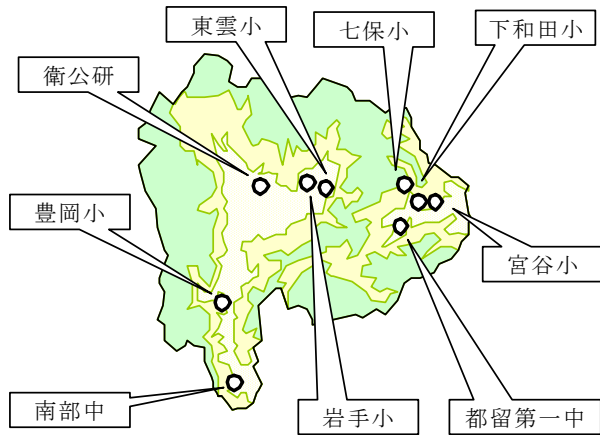 東雲小
七保小
下和田小
衛公研
豊岡小
宮谷小
南部中
岩手小
都留第一中